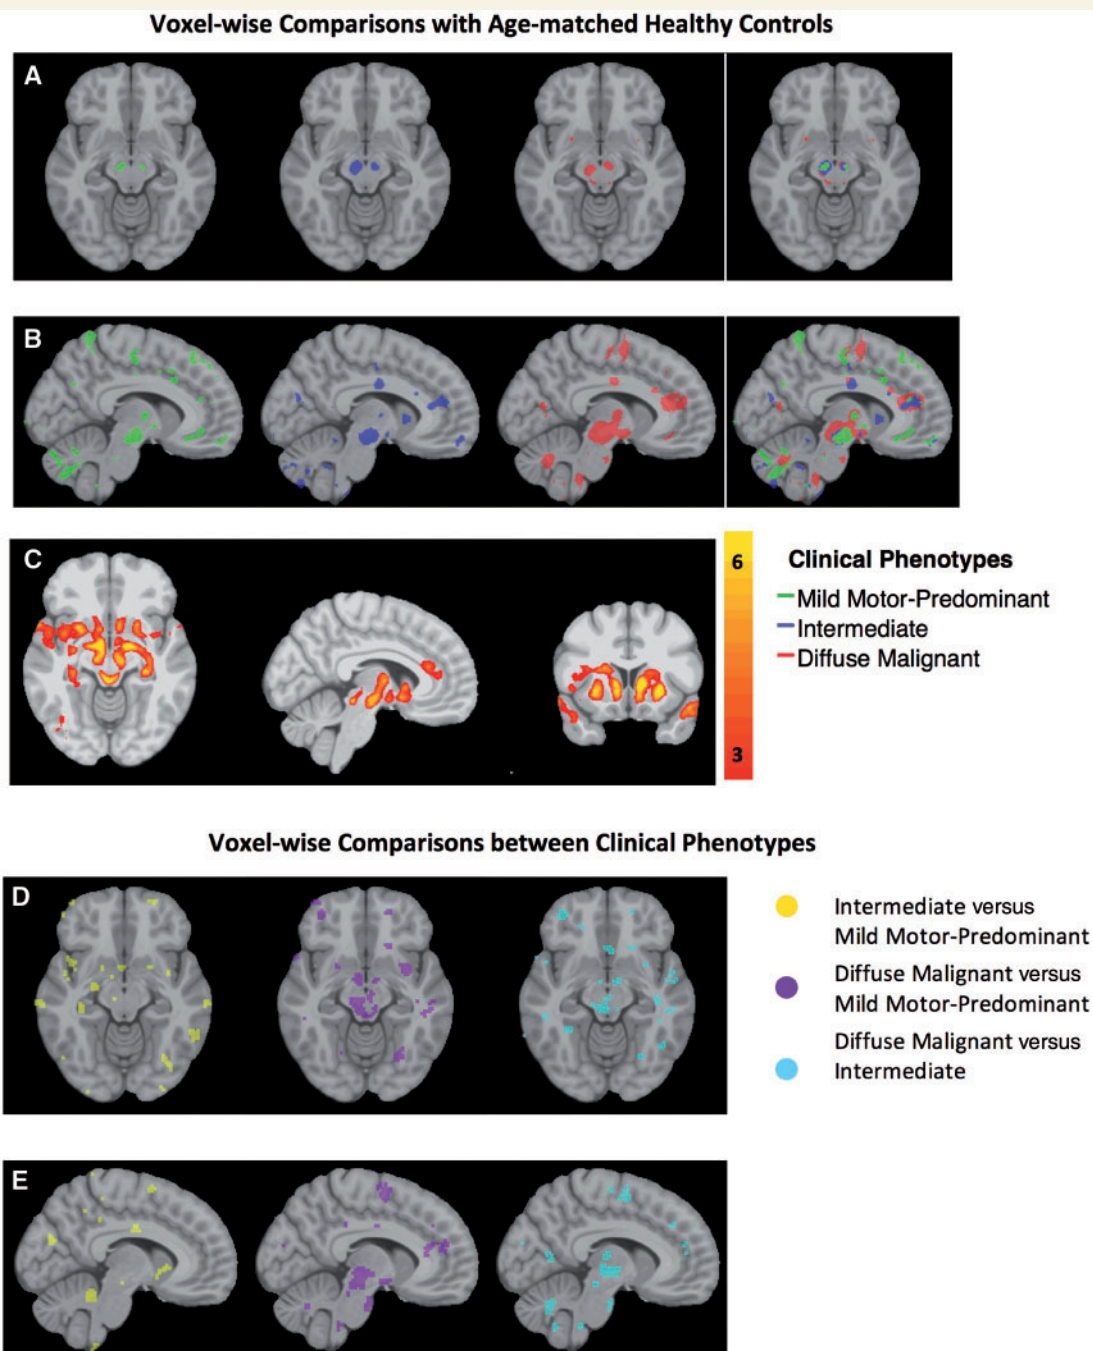 Voxel-wise Comparisons with Age-matched Healthy Controls
A
B
C
6
3
Clinical Phenotypes
Mild Motor-Predominant
Intermediate
Diffuse Malignant
Voxel-wise Comparisons between Clinical Phenotypes
D
Intermediate versus
Mild Motor-Predominant
Diffuse Malignant versus
Mild Motor-Predominant
Diffuse Malignant versus
Intermediate
E